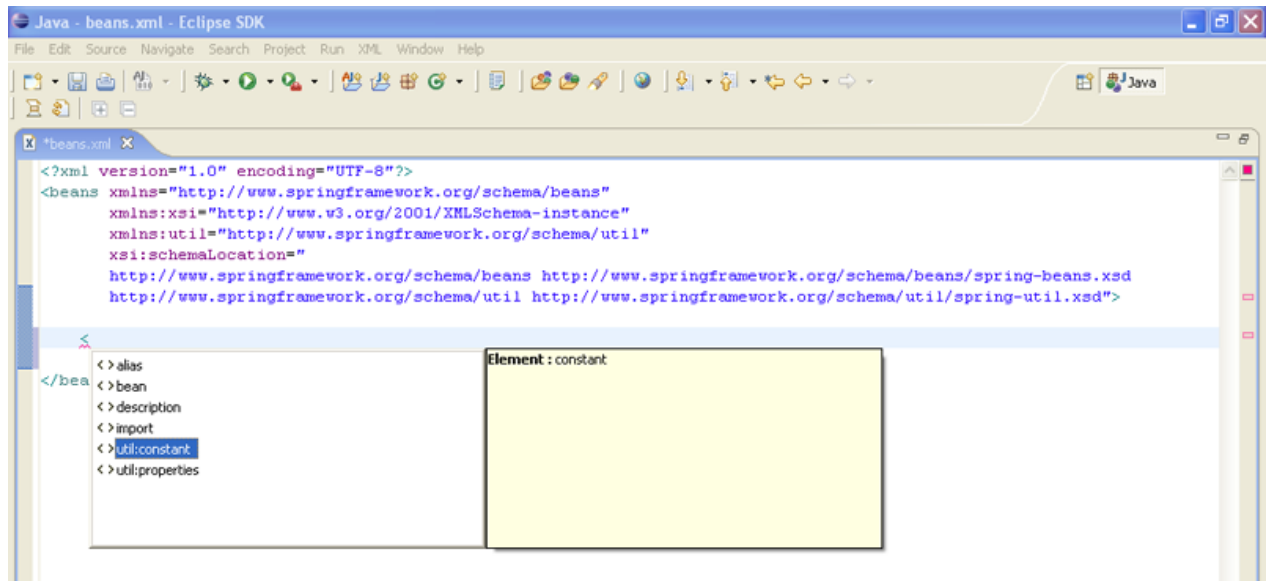 Java - beans.xml - Eclipse SDK
File Edit Source Navigate Search Project Run XML Window Help
Java
*beans.xml
<?xml version="1.0" encoding="UTF-8"?>
<beans xmlns="http://www.springframework.org/schema/beans"
xmlns:xsi="http://www.w3.org/2001/XMLSchema-instance"
xmlns:util="http://www.springframework.org/schema/util"
xsi:schemaLocation="
http://www.springframework.org/schema/beans http://www.springframework.org/schema/beans/spring-beans.xsd
http://www.springframework.org/schema/util http://www.springframework.org/schema/util/spring-util.xsd">
<
<> alias
Element : constant
</bea
<> bean
<> description
<> import
<> util:constant
<> util:properties